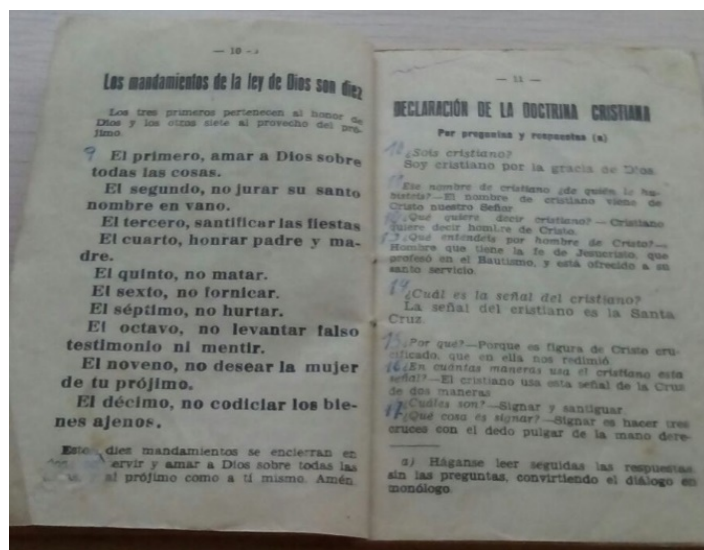 — 10 —
Los mandamientos de la ley de Dios son diez
Los tres primeros pertenecen al honor de
Dios y los otros siete al provecho del pró-
jimo.
9 El primero, amar a Dios sobre
todas las cosas.
El segundo, no jurar su santo
nombre en vano.
El tercero, santificar las fiestas
El cuarto, honrar padre y ma-
dre.
El quinto, no matar.
El sexto, no fornicar.
El séptimo, no hurtar.
El octavo, no levantar falso
testimonio ni mentir.
El noveno, no desear la mujer
de tu prójimo.
El décimo, no codiciar los bie-
nes ajenos.
Estos diez mandamientos se encierran en
servir y amar a Dios sobre todas las
al prójimo como a ti mismo. Amén
— 11 —
DECLARACIÓN DE LA DOCTRINA CRISTIANA
Por preguntas y respuestas (a)
10 ¿Sois cristiano?
Soy cristiano por la gracia de Dios
Ese nombre de cristiano ¿de quién le hu-
bisteis?—El nombre de cristiano viene de
Cristo nuestro Señor.
¿Qué quiere decir cristiano? — Cristiano
quiere decir hombre de Cristo.
13 ¿Qué entendéis por hombre de Cristo?—
Hombre que tiene la fe de Jesucristo, que
profesó en el Bautismo, y está ofrecido a su
santo servicio.
14 ¿Cuál es la señal del cristiano?
La señal del cristiano es la Santa
Cruz
15 ¿Por qué?—Porque es figura de Cristo cru-
cificado, que en ella nos redimió
16 ¿En cuántas maneras usa el cristiano esta
señal?—El cristiano usa esta señal de la Cruz
de dos maneras
¿Cuáles son?—Signar y santiguar.
17 ¿Qué cosa es signar?—Signar es hacer tres
cruces con el dedo pulgar de la mano dere-
a) Háganse leer seguidas las respuestas
sin las preguntas, convirtiendo el diálogo en
monólogo.